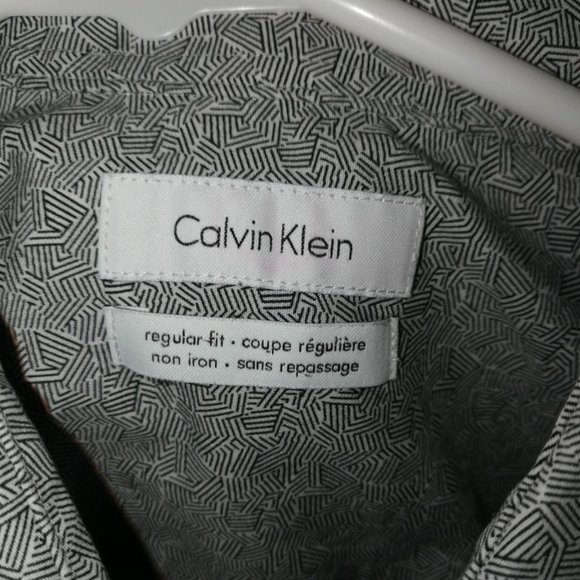 Calvin Klein
regular fit · coupe régulière
non iron · sans repassage